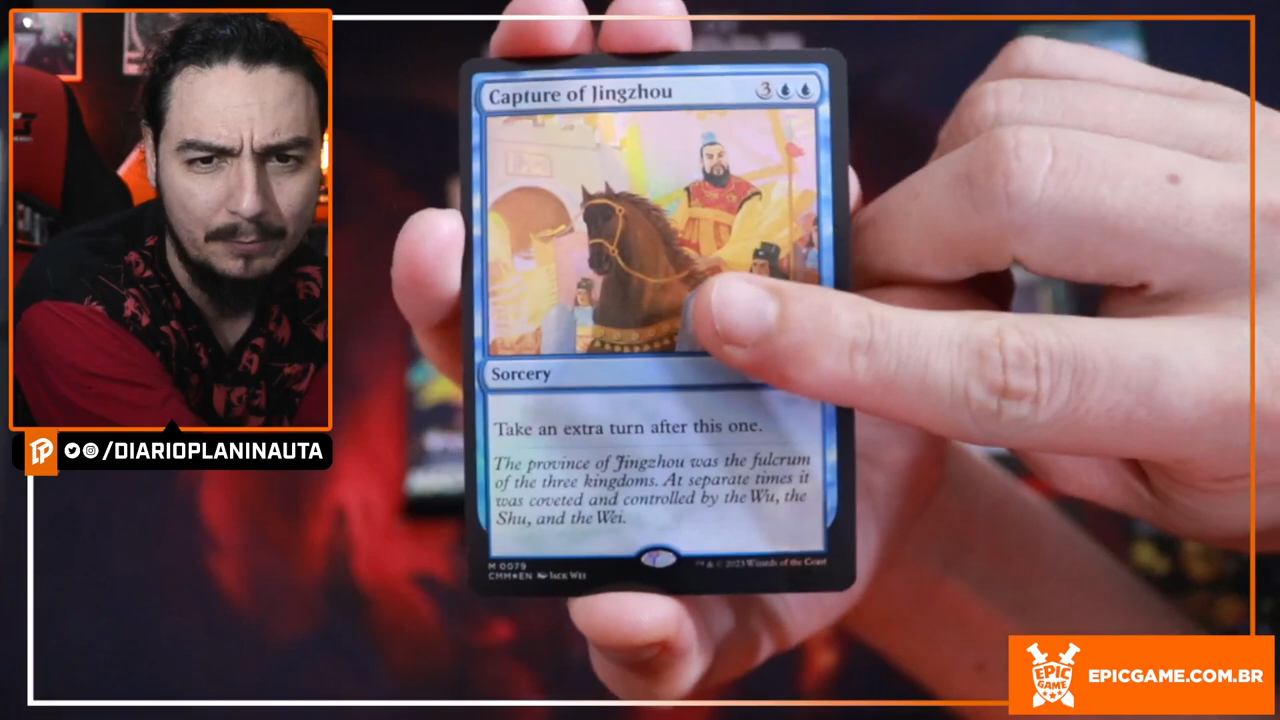 Capture of Jingzhou 3
Sorcery
Take an extra turn after this one.
The province of Jingzhou was the fulcrum
of the three kingdoms. At separate times it
was coveted and controlled by the Wu, the
Shu, and the Wei.
M 0079
CMM★EN Jack Wei
™ & © 2023 Wizards of the Coast
/DIARIOPLANINAUTA
EPIC
GAME
EPICGAME.COM.BR